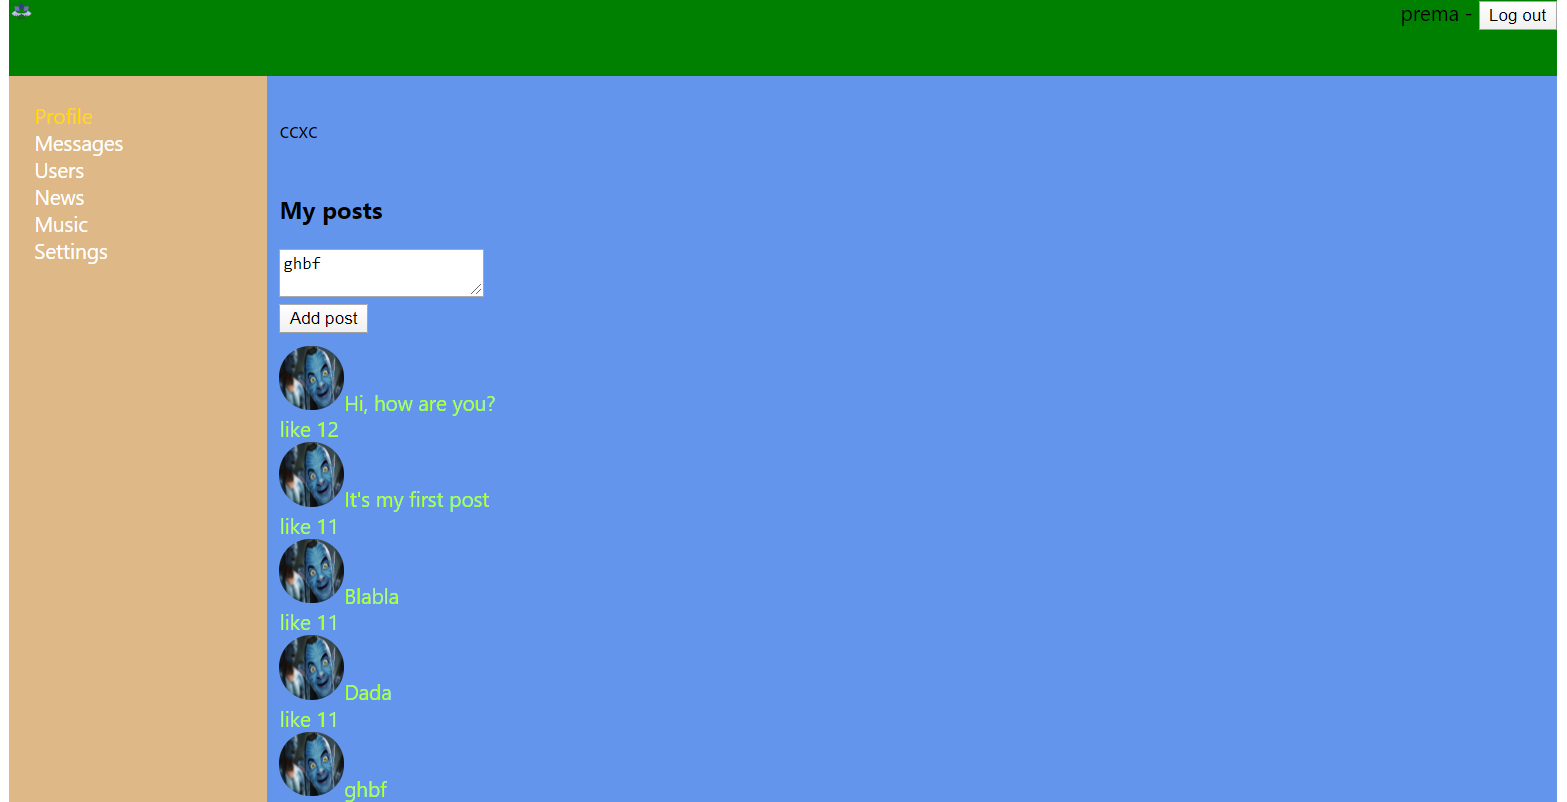 prema - Log out
Profile
Messages
Users
News
Music
Settings
ccxc
My posts
ghbf
Add post
Hi, how are you?
like 12
It's my first post
like 11
Blabla
like 11
Dada
like 11
ghbf